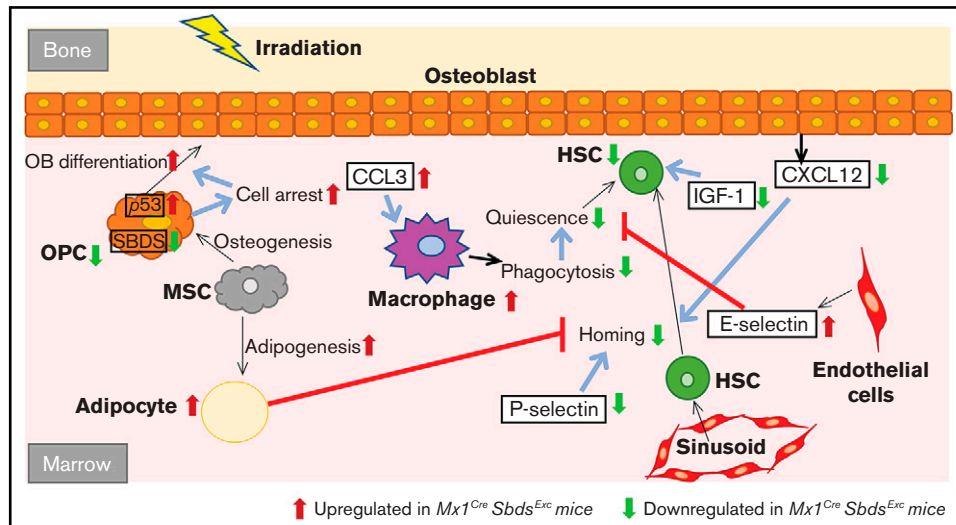 Bone
Irradiation
Osteoblast
OB differentiation
Cell arrest
CCL3
HSC
CXCL12
IGF-1
p53
SBDS
OPC
Osteogenesis
Quiescence
Phagocytosis
MSC
Macrophage
E-selectin
Adipogenesis
Homing
Endothelial
cells
HSC
Adipocyte
P-selectin
Sinusoid
Marrow
Upregulated in Mx1Cre SbdsExc mice
Downregulated in Mx1Cre SbdsExc mice